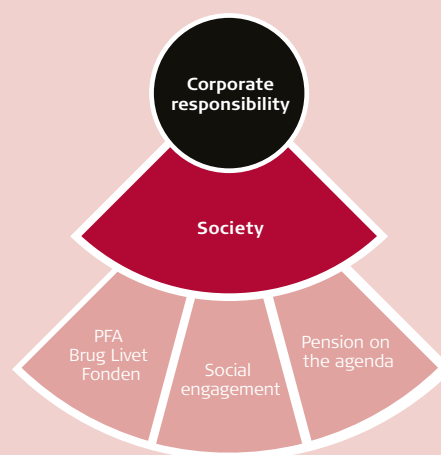 Corporate
responsibility
Society
PFA
Brug Livet
Fonden
Social
engagement
Pension on
the agenda